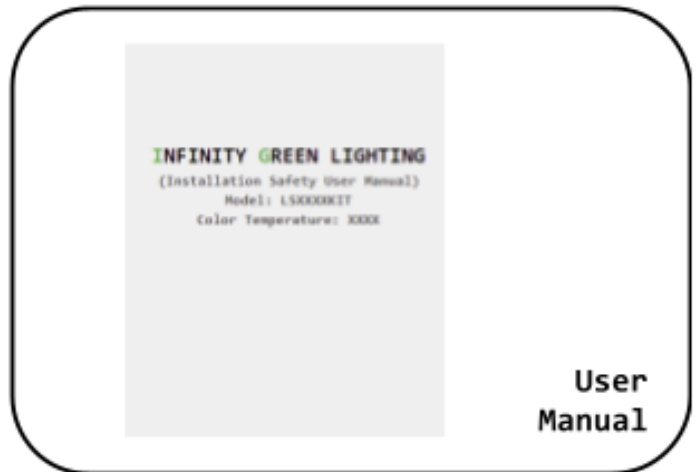 INFINITY GREEN LIGHTING
(Installation Safety User Manual)
Model: LSXXXXKIT
Color Temperature: XXXX
User
Manual